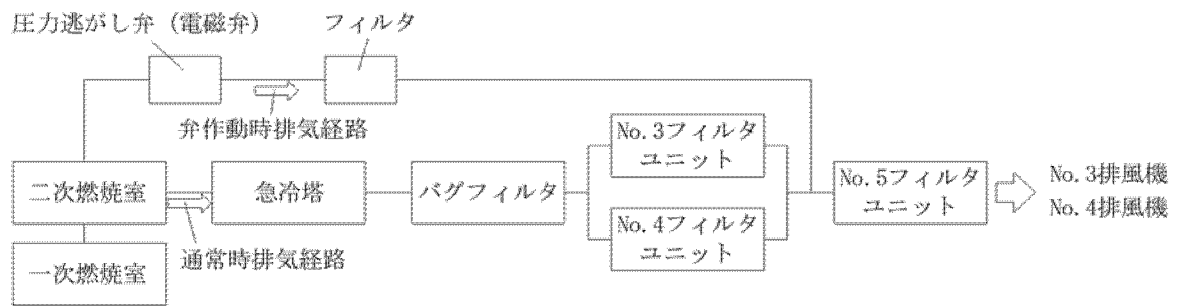 圧力逃がし弁（電磁弁）
フィルタ
弁作動時排気経路
No.3フィルタ
ユニット
二次燃焼室
急冷塔
バグフィルタ
No.5フィルタ
ユニット
No.3排風機
No.4排風機
No.4フィルタ
ユニット
通常時排気経路
一次燃焼室